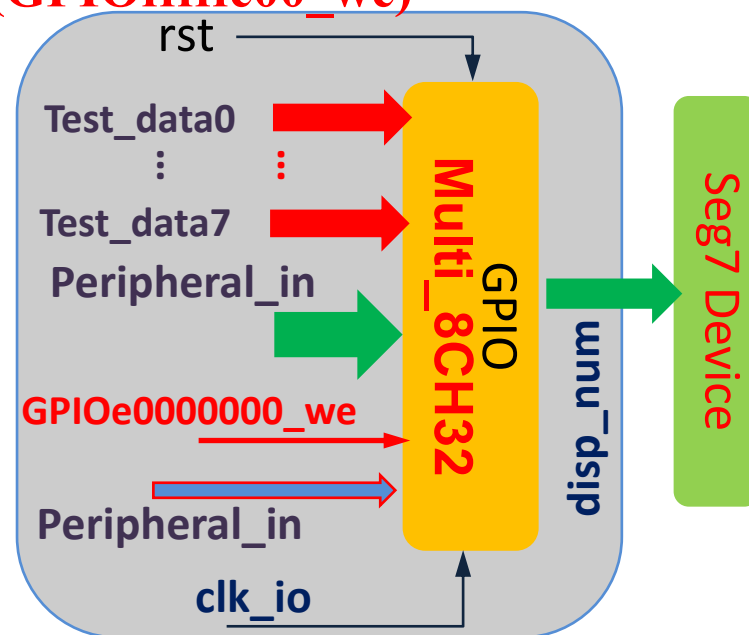 rst
Test_data0
⋮ ⋮
Test_data7
Peripheral_in
GPIOe0000000_we
Peripheral_in
clk_io
Multi_8CH32
GPIO
disp_num
Seg7 Device